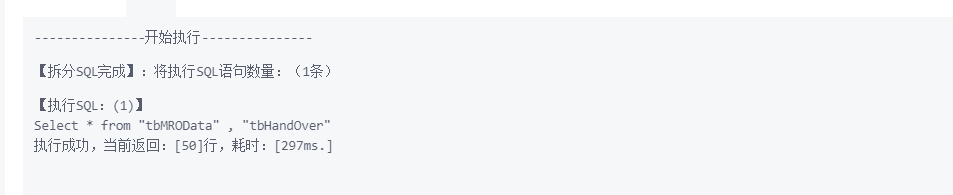 ---------------开始执行---------------
【拆分SQL完成】：将执行SQL语句数量：（1条）
【执行SQL：(1)】
Select * from "tbMROData" , "tbHandOver"
执行成功，当前返回：[50]行，耗时：[297ms.]